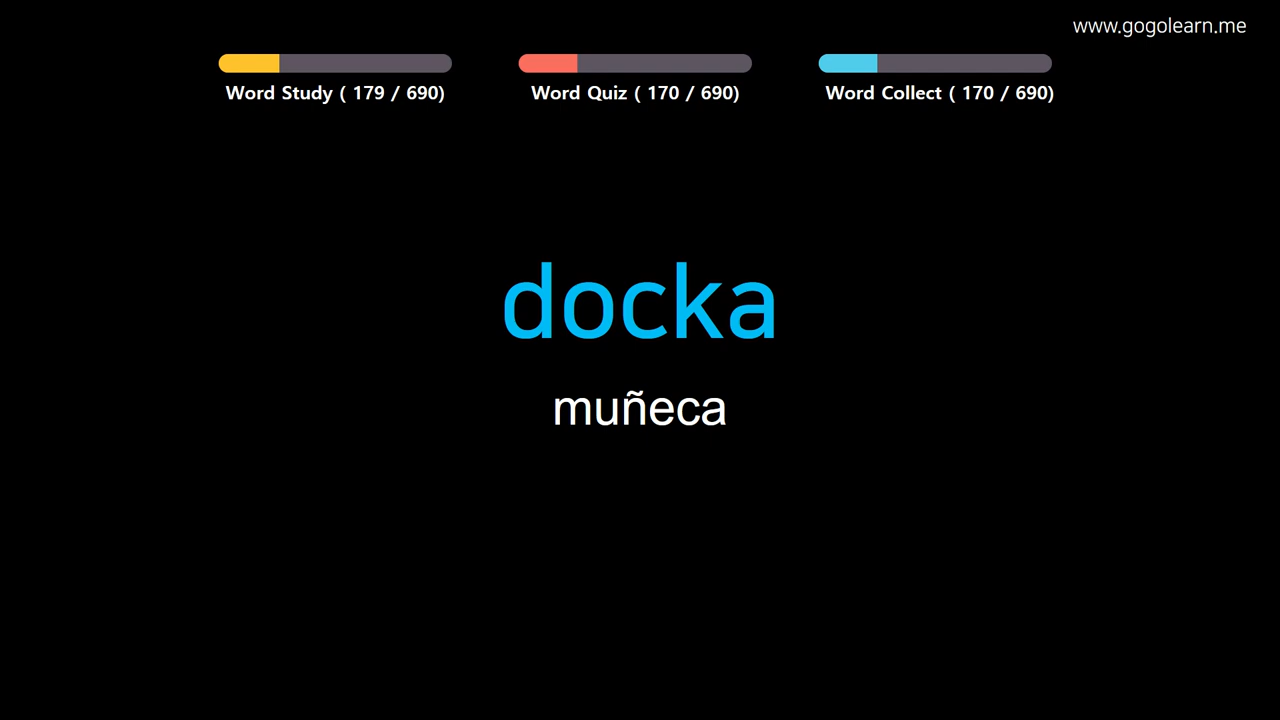 www.gogolearn.me
Word Study ( 179 / 690)
Word Quiz ( 170 / 690)
Word Collect ( 170 / 690)
docka
muñeca